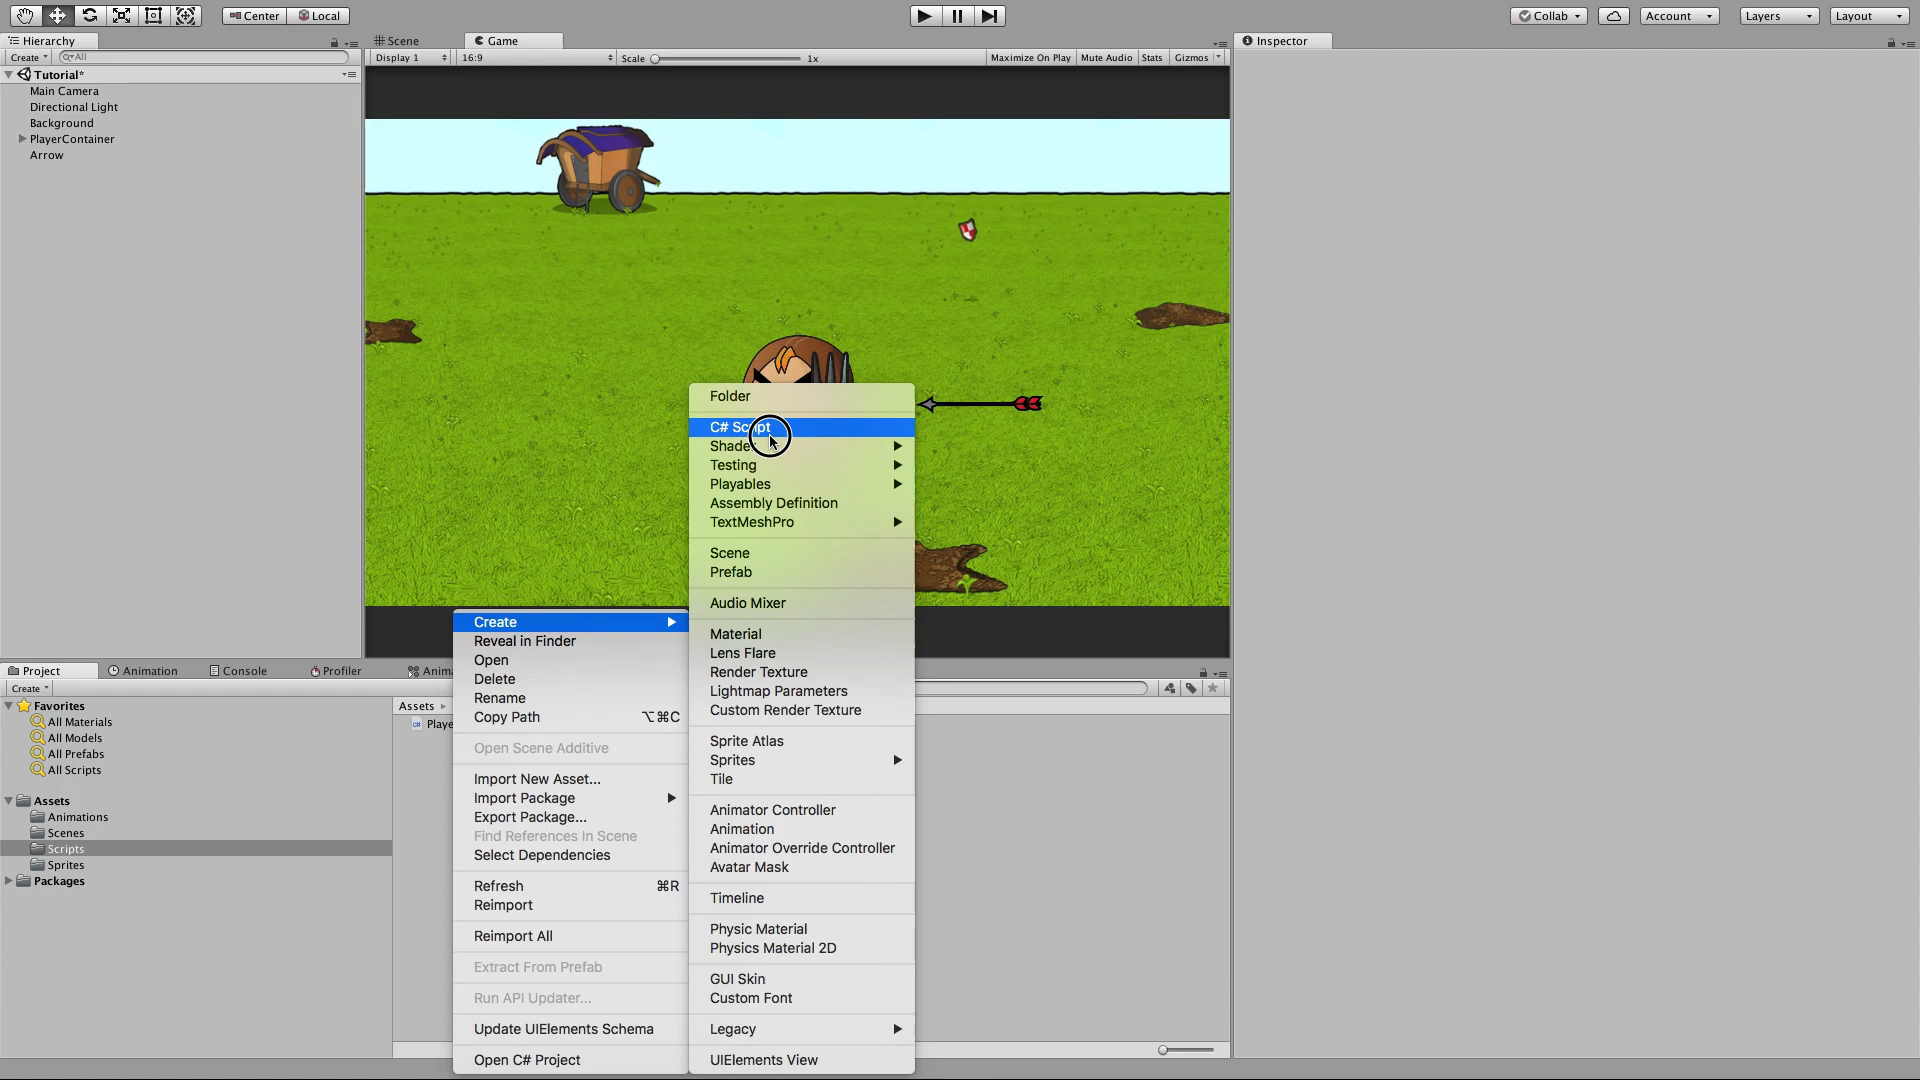 Center
Local
Collab
Account
Layers
Layout
Hierarchy
Scene
Game
Inspector
Create
All
Display 1
16:9
Scale
1x
Maximize On Play
Mute Audio
Stats
Gizmos
Tutorial*
Main Camera
Directional Light
Background
PlayerContainer
Arrow
Folder
C# Script
Shader
Testing
Playables
Assembly Definition
TextMeshPro
Scene
Prefab
Audio Mixer
Material
Lens Flare
Render Texture
Lightmap Parameters
Custom Render Texture
Sprite Atlas
Sprites
Tile
Animator Controller
Animation
Animator Override Controller
Avatar Mask
Timeline
Physic Material
Physics Material 2D
GUI Skin
Custom Font
Legacy
UIElements View
Create
Reveal in Finder
Open
Delete
Rename
Copy Path ⌥⌘C
Open Scene Additive
Import New Asset...
Import Package
Export Package...
Find References In Scene
Select Dependencies
Refresh ⌘R
Reimport
Reimport All
Extract From Prefab
Run API Updater...
Update UIElements Schema
Open C# Project
Project
Animation
Console
Profiler
Anima
Create
Favorites
All Materials
All Models
All Prefabs
All Scripts
Assets
Animations
Scenes
Scripts
Sprites
Packages
Assets
Playe